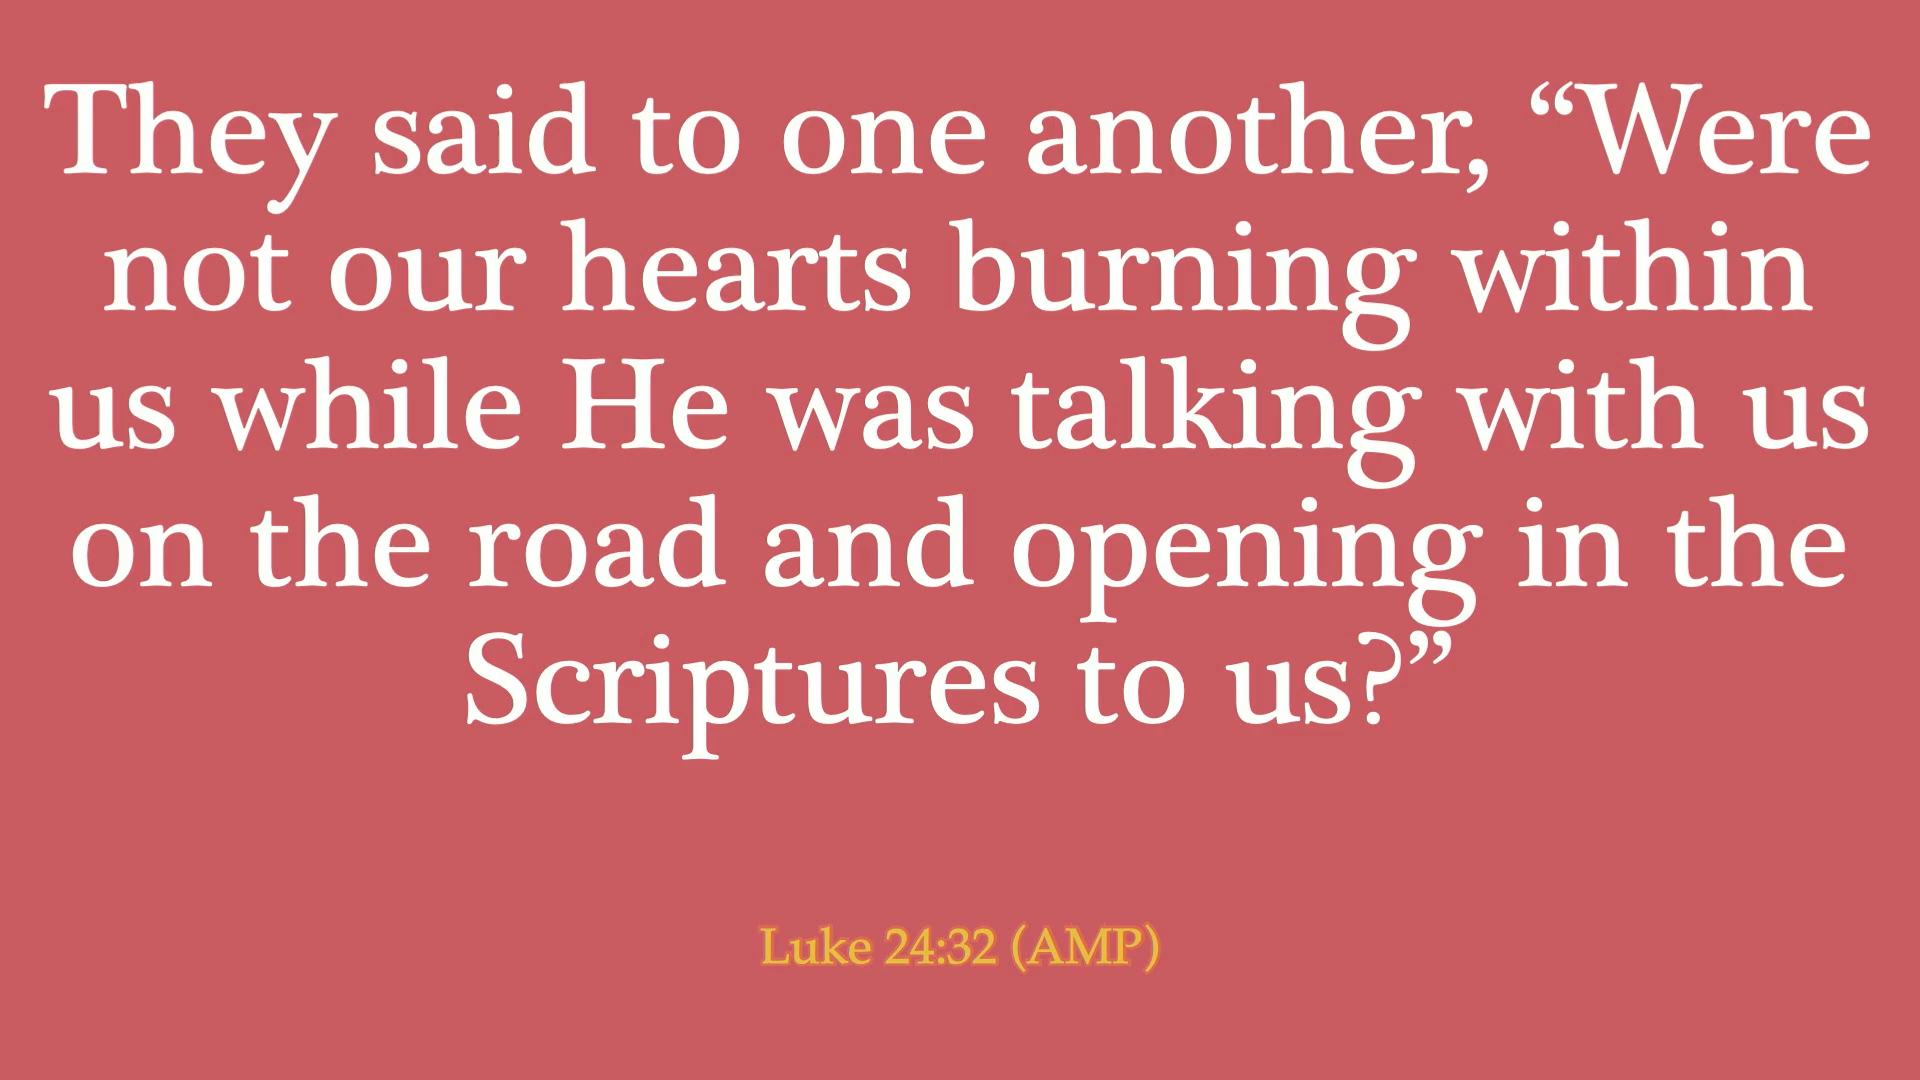 They said to one another, “Were
not our hearts burning within
us while He was talking with us
on the road and opening in the
Scriptures to us?”
Luke 24:32 (AMP)